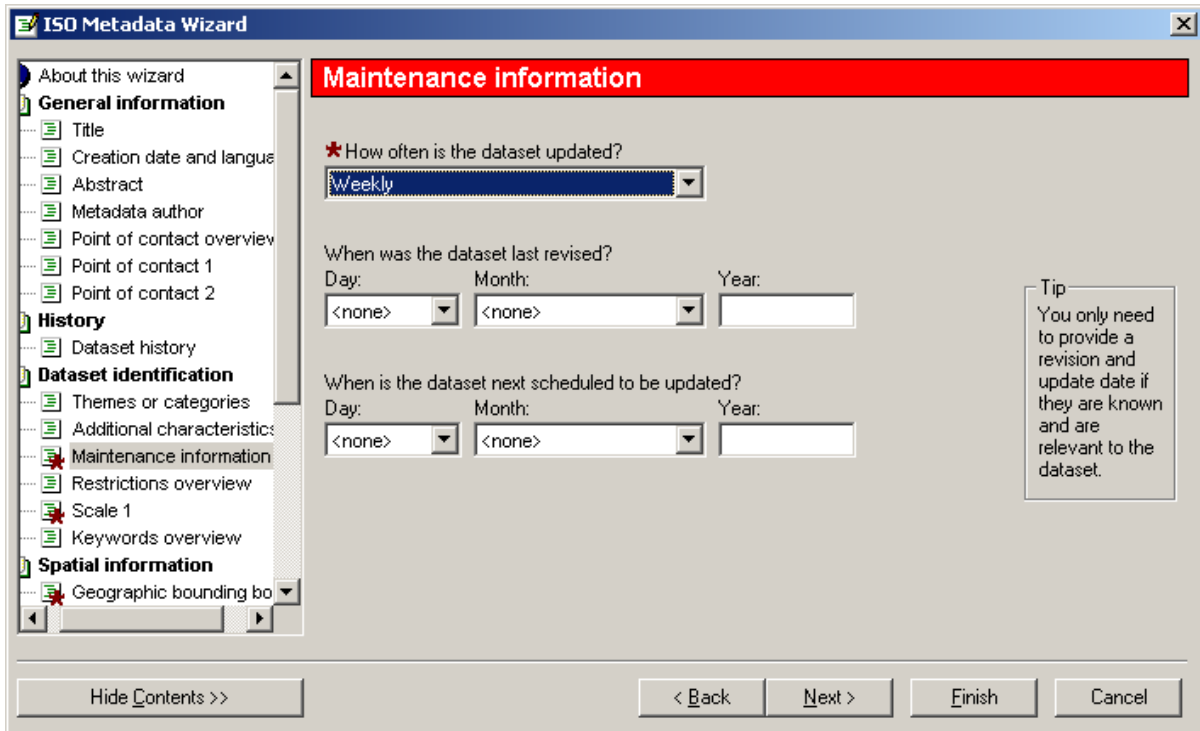 ISO Metadata Wizard
About this wizard
General information
Title
Creation date and langua
Abstract
Metadata author
Point of contact overview
Point of contact 1
Point of contact 2
History
Dataset history
Dataset identification
Themes or categories
Additional characteristics
Maintenance information
Restrictions overview
Scale 1
Keywords overview
Spatial information
Geographic bounding bo
Maintenance information
*How often is the dataset updated?
Weekly
When was the dataset last revised?
Day: Month: Year:
<none> <none>
When is the dataset next scheduled to be updated?
Day: Month: Year:
<none> <none>
Tip
You only need
to provide a
revision and
update date if
they are known
and are
relevant to the
dataset.
Hide Contents >>
< Back
Next >
Finish
Cancel